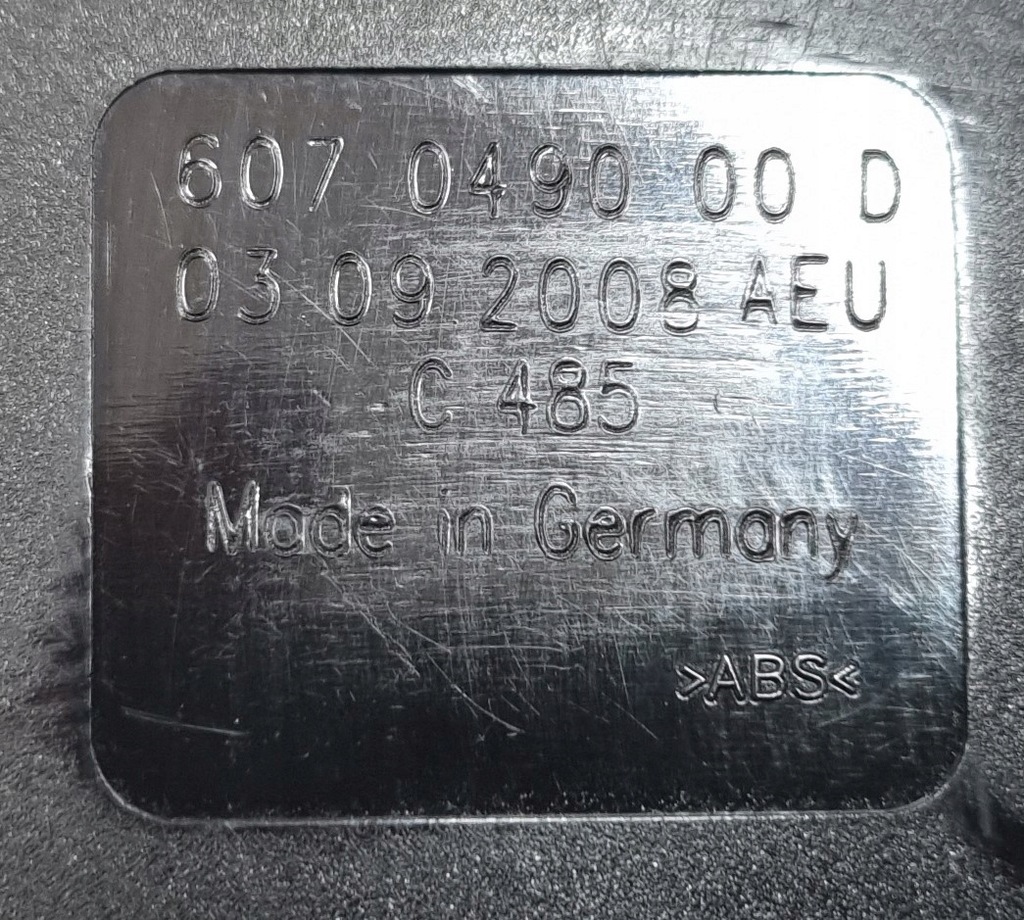 607 0490 00 D
03 09 2008 AEU
C 485
Made in Germany
>ABS<